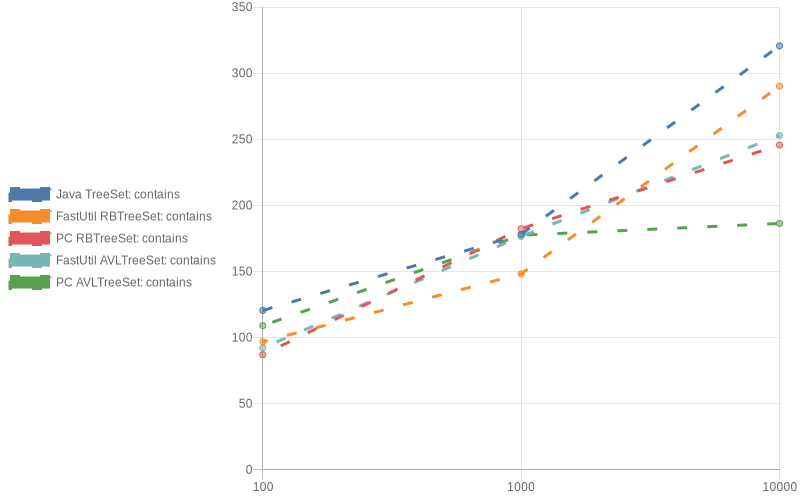 350
300
250
200
150
100
50
0
Java TreeSet: contains
FastUtil RBTreeSet: contains
PC RBTreeSet: contains
FastUtil AVLTreeSet: contains
PC AVLTreeSet: contains
100 1000 10000